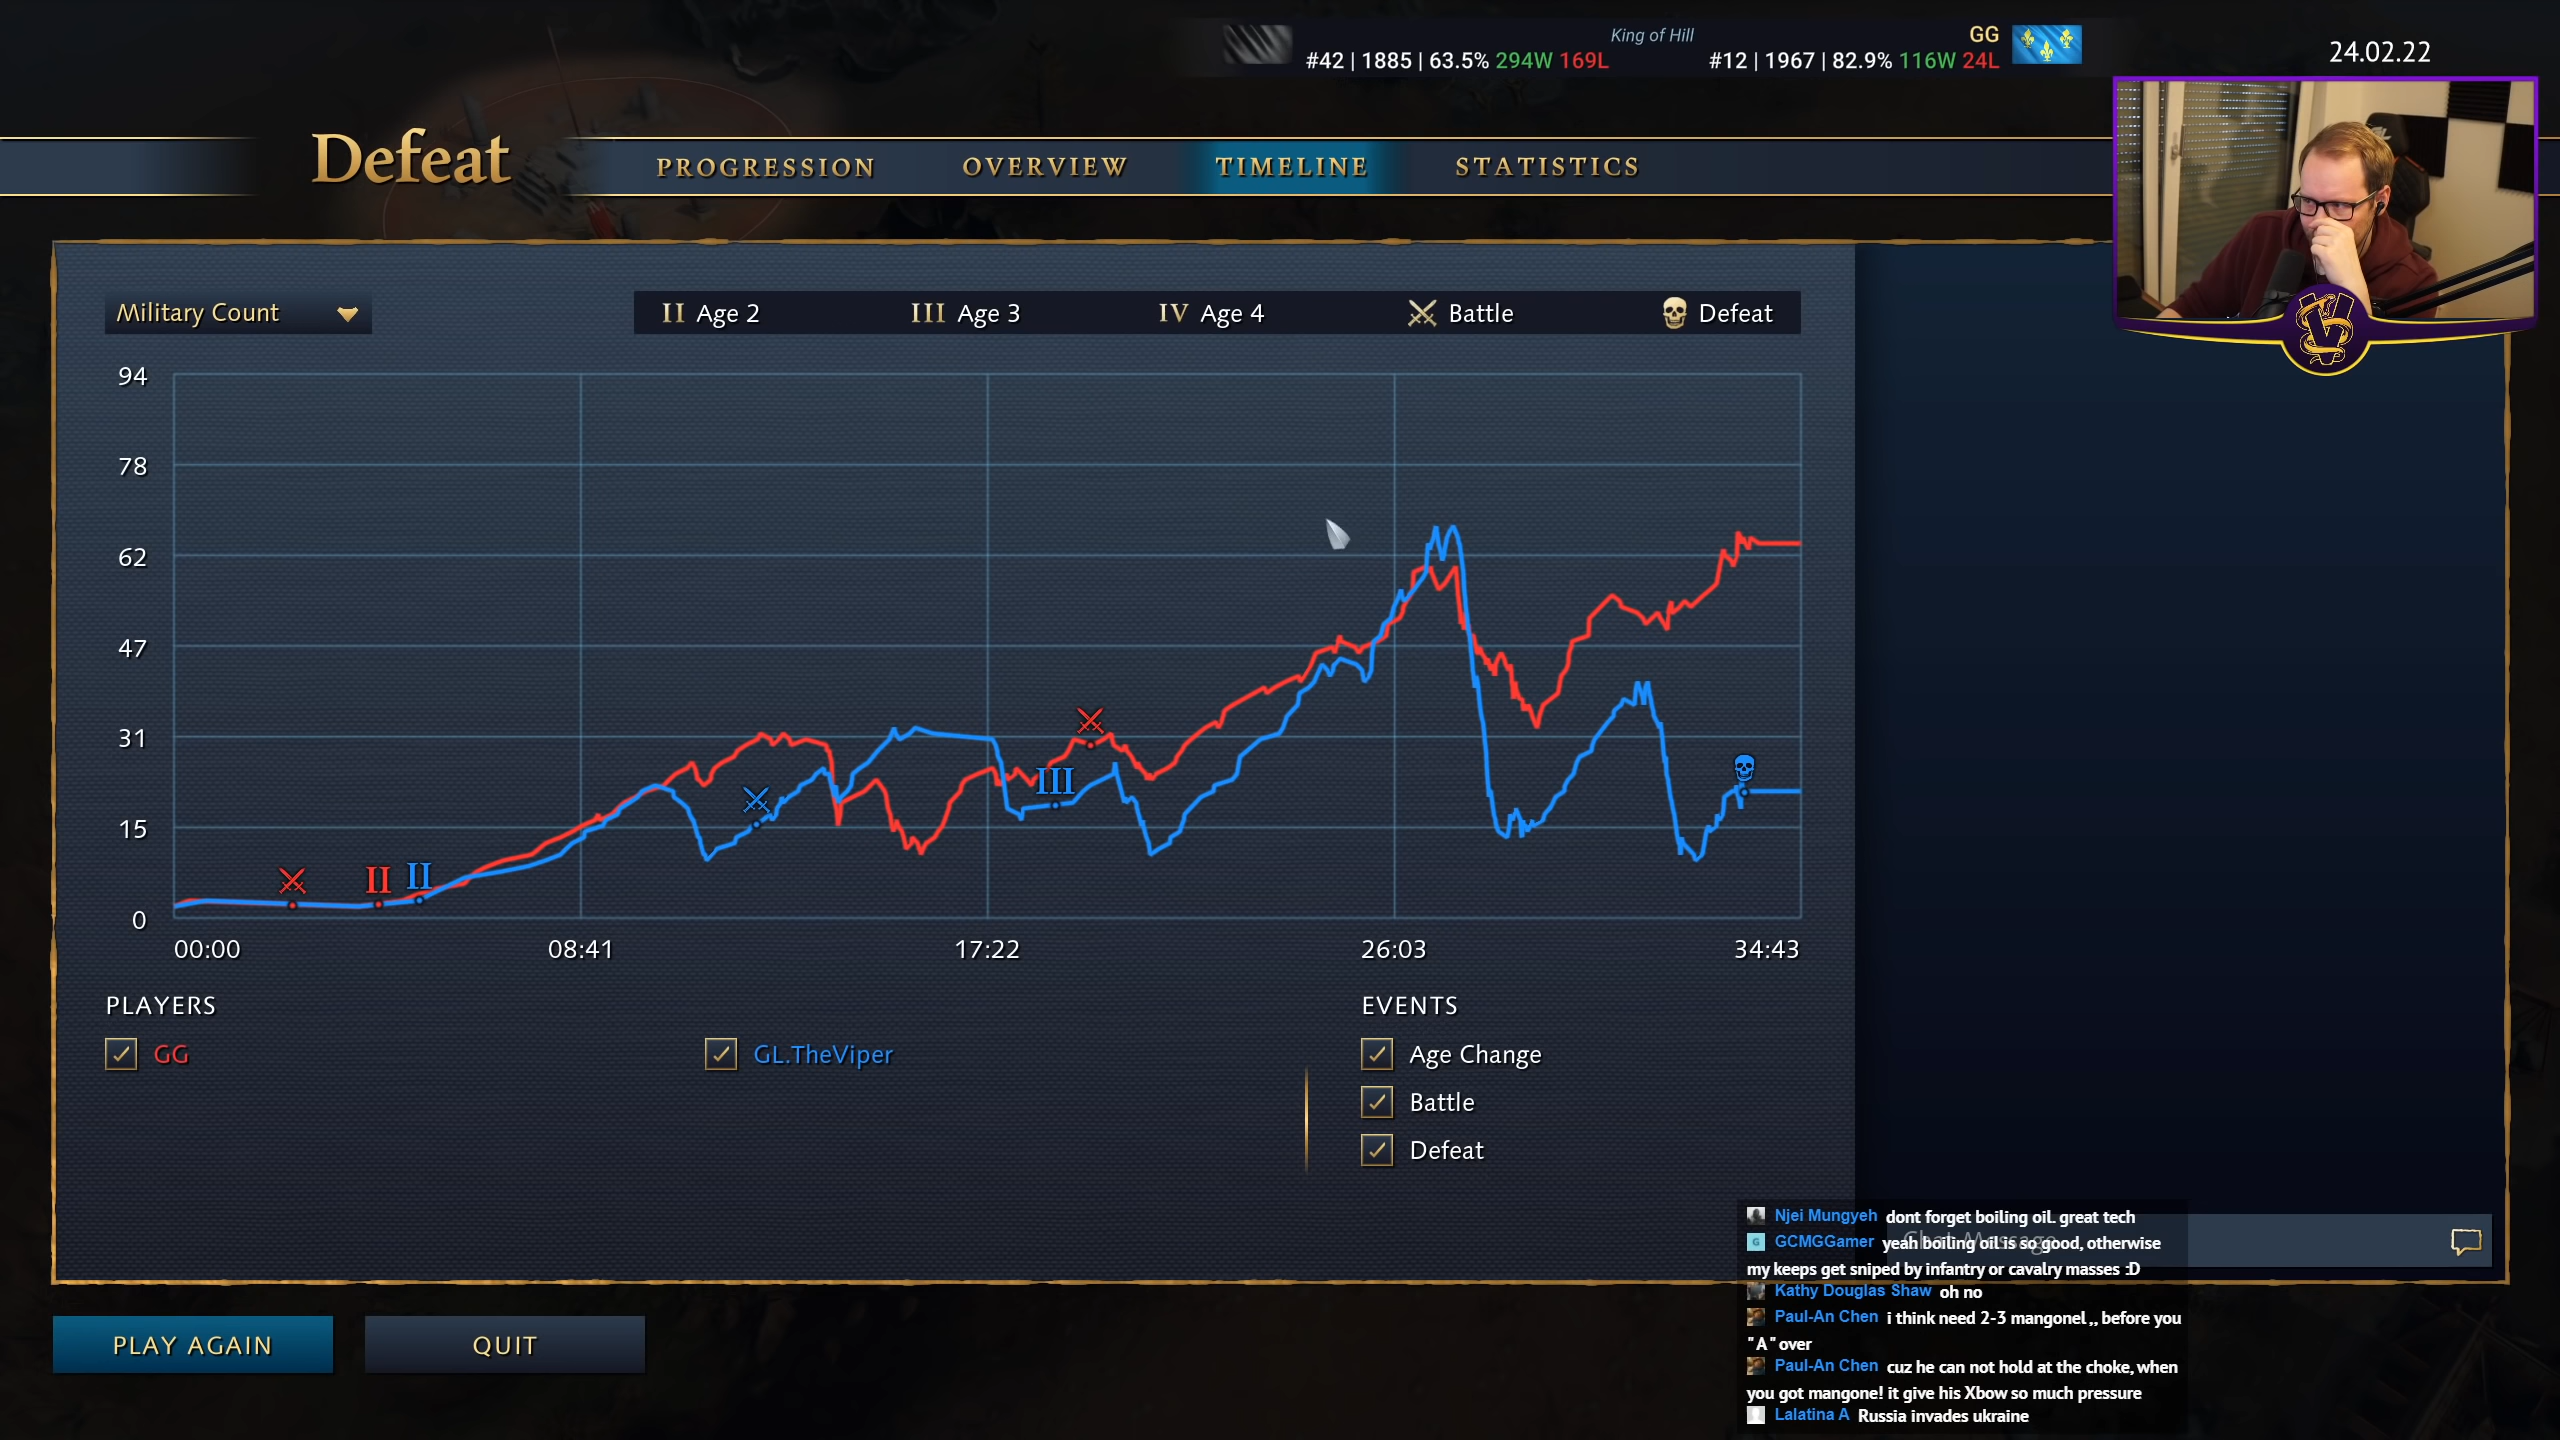 King of Hill
GG
#42 | 1885 | 63.5% 294W 169L
#12 | 1967 | 82.9% 116W 24L
24.02.22
Defeat
PROGRESSION
OVERVIEW
TIMELINE
STATISTICS
Military Count
II Age 2
III Age 3
IV Age 4
Battle
Defeat
94
78
62
47
31
15
0
II
II
III
00:00
08:41
17:22
26:03
34:43
PLAYERS
GG
GL.TheViper
EVENTS
Age Change
Battle
Defeat
PLAY AGAIN
QUIT
Chat Message
Njei Mungyeh dont forget boiling oil. great tech
GCMGGamer yeah boiling oil is so good, otherwise
my keeps get sniped by infantry or cavalry masses :D
Kathy Douglas Shaw oh no
Paul-An Chen i think need 2-3 mangonel ,, before you
"A" over
Paul-An Chen cuz he can not hold at the choke, when
you got mangone! it give his Xbow so much pressure
Lalatina A Russia invades ukraine